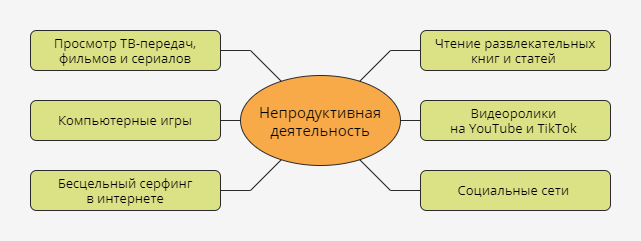 Просмотр ТВ-передач,
фильмов и сериалов
Компьютерные игры
Бесцельный серфинг
в интернете
Непродуктивная
деятельность
Чтение развлекательных
книг и статей
Видеоролики
на YouTube и TikTok
Социальные сети